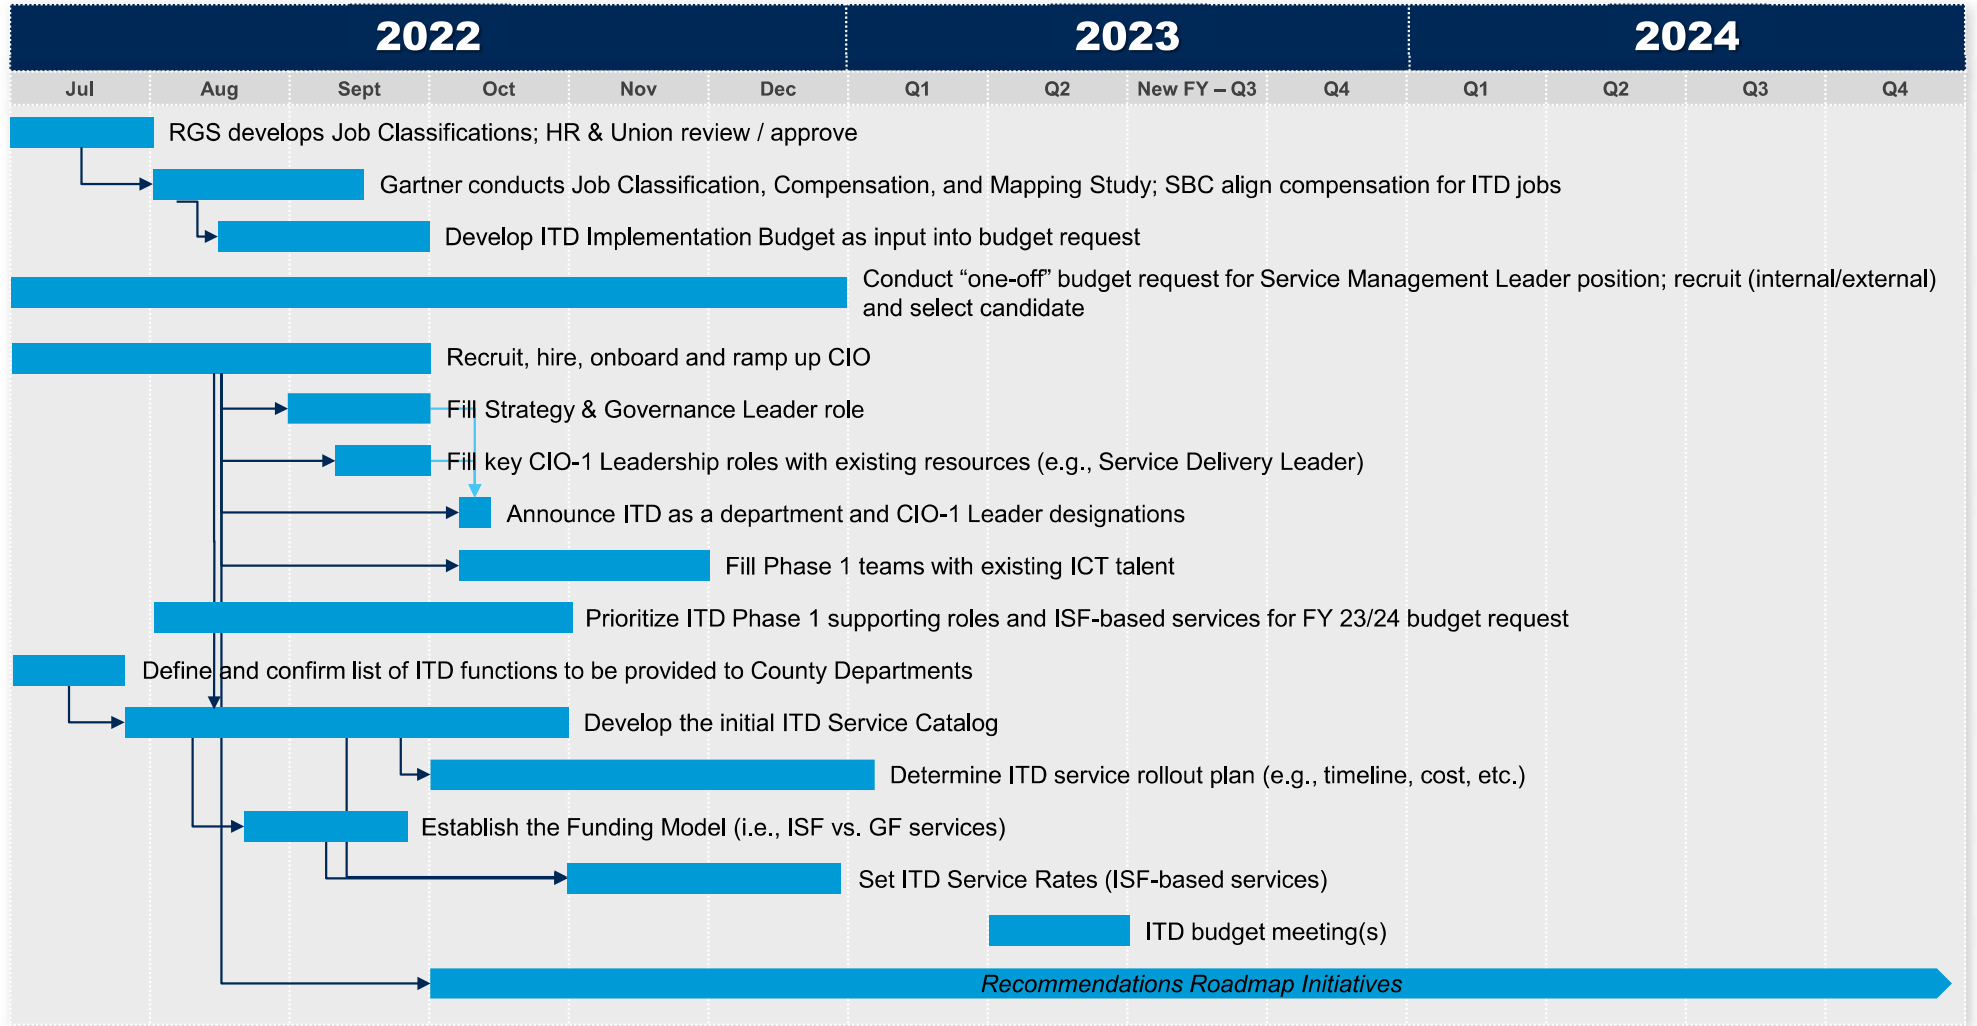 2022 2023 2024
Jul Aug Sept Oct Nov Dec Q1 Q2 New FY – Q3 Q4 Q1 Q2 Q3 Q4
RGS develops Job Classifications; HR & Union review / approve
Gartner conducts Job Classification, Compensation, and Mapping Study; SBC align compensation for ITD jobs
Develop ITD Implementation Budget as input into budget request
Conduct “one-off” budget request for Service Management Leader position; recruit (internal/external)
and select candidate
Recruit, hire, onboard and ramp up CIO
Fill Strategy & Governance Leader role
Fill key CIO-1 Leadership roles with existing resources (e.g., Service Delivery Leader)
Announce ITD as a department and CIO-1 Leader designations
Fill Phase 1 teams with existing ICT talent
Prioritize ITD Phase 1 supporting roles and ISF-based services for FY 23/24 budget request
Define and confirm list of ITD functions to be provided to County Departments
Develop the initial ITD Service Catalog
Determine ITD service rollout plan (e.g., timeline, cost, etc.)
Establish the Funding Model (i.e., ISF vs. GF services)
Set ITD Service Rates (ISF-based services)
ITD budget meeting(s)
Recommendations Roadmap Initiatives